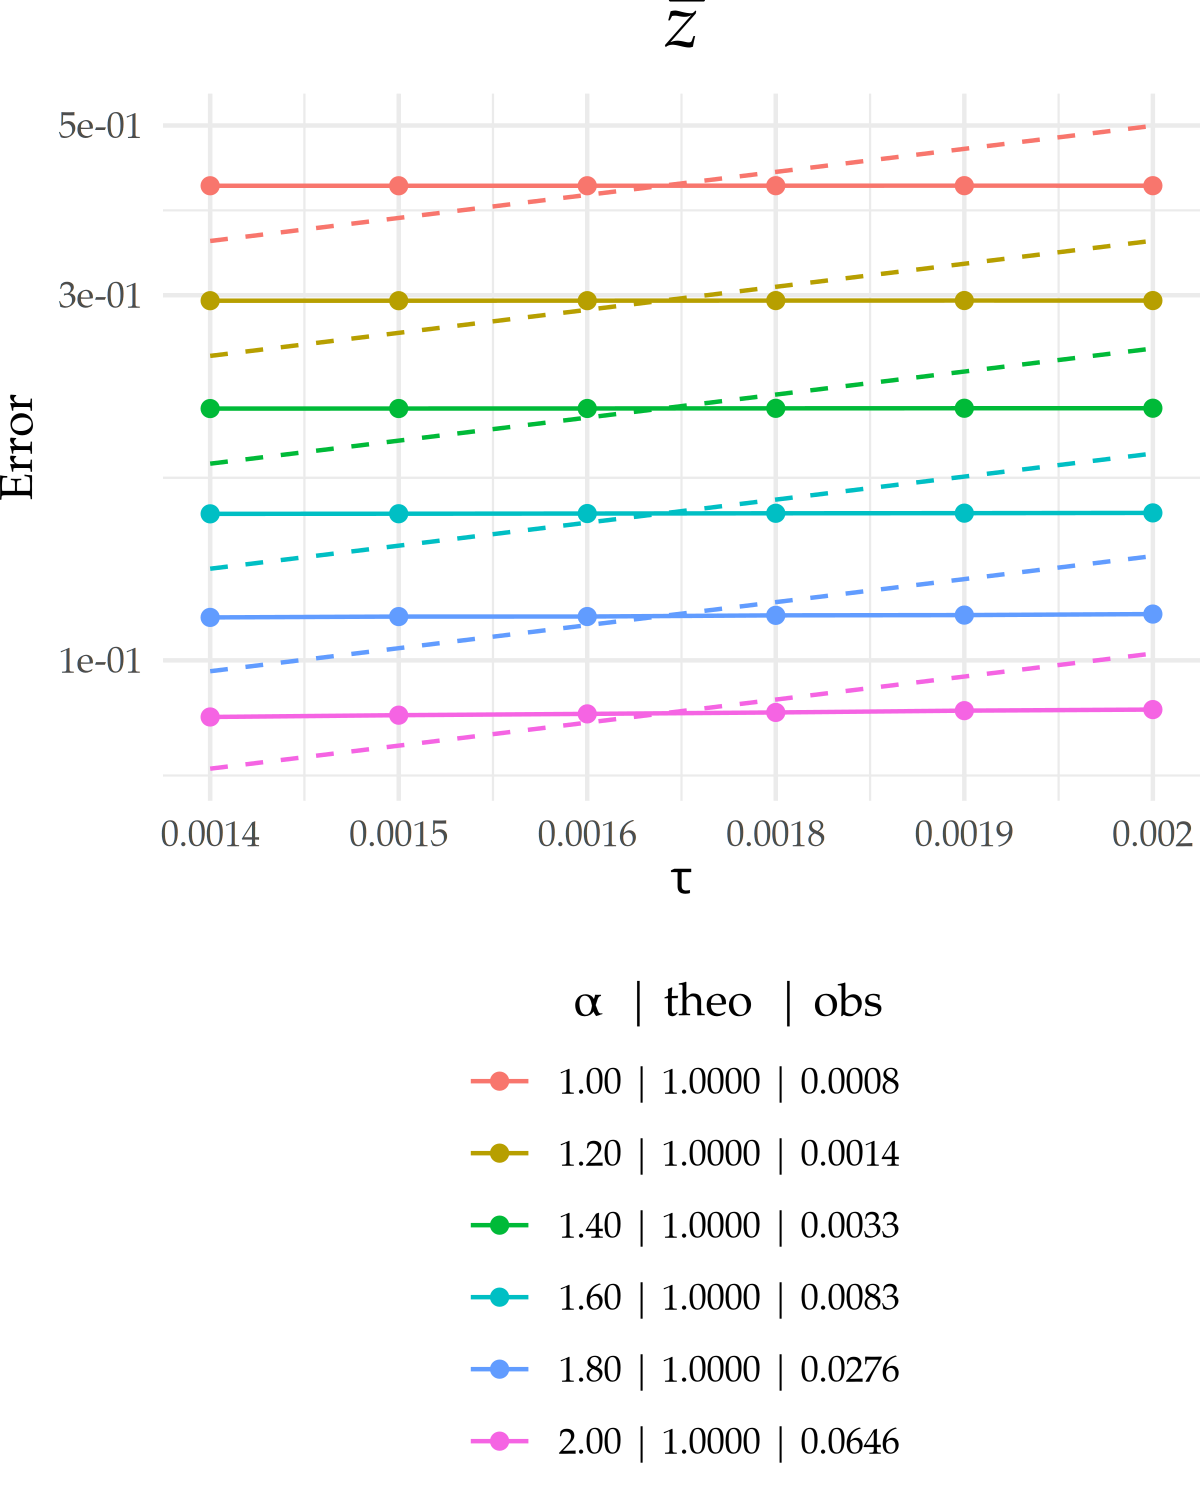 z̅
5e-01
3e-01
1e-01
Error
0.0014 0.0015 0.0016 0.0018 0.0019 0.002
τ
α | theo | obs
1.00 | 1.0000 | 0.0008
1.20 | 1.0000 | 0.0014
1.40 | 1.0000 | 0.0033
1.60 | 1.0000 | 0.0083
1.80 | 1.0000 | 0.0276
2.00 | 1.0000 | 0.0646